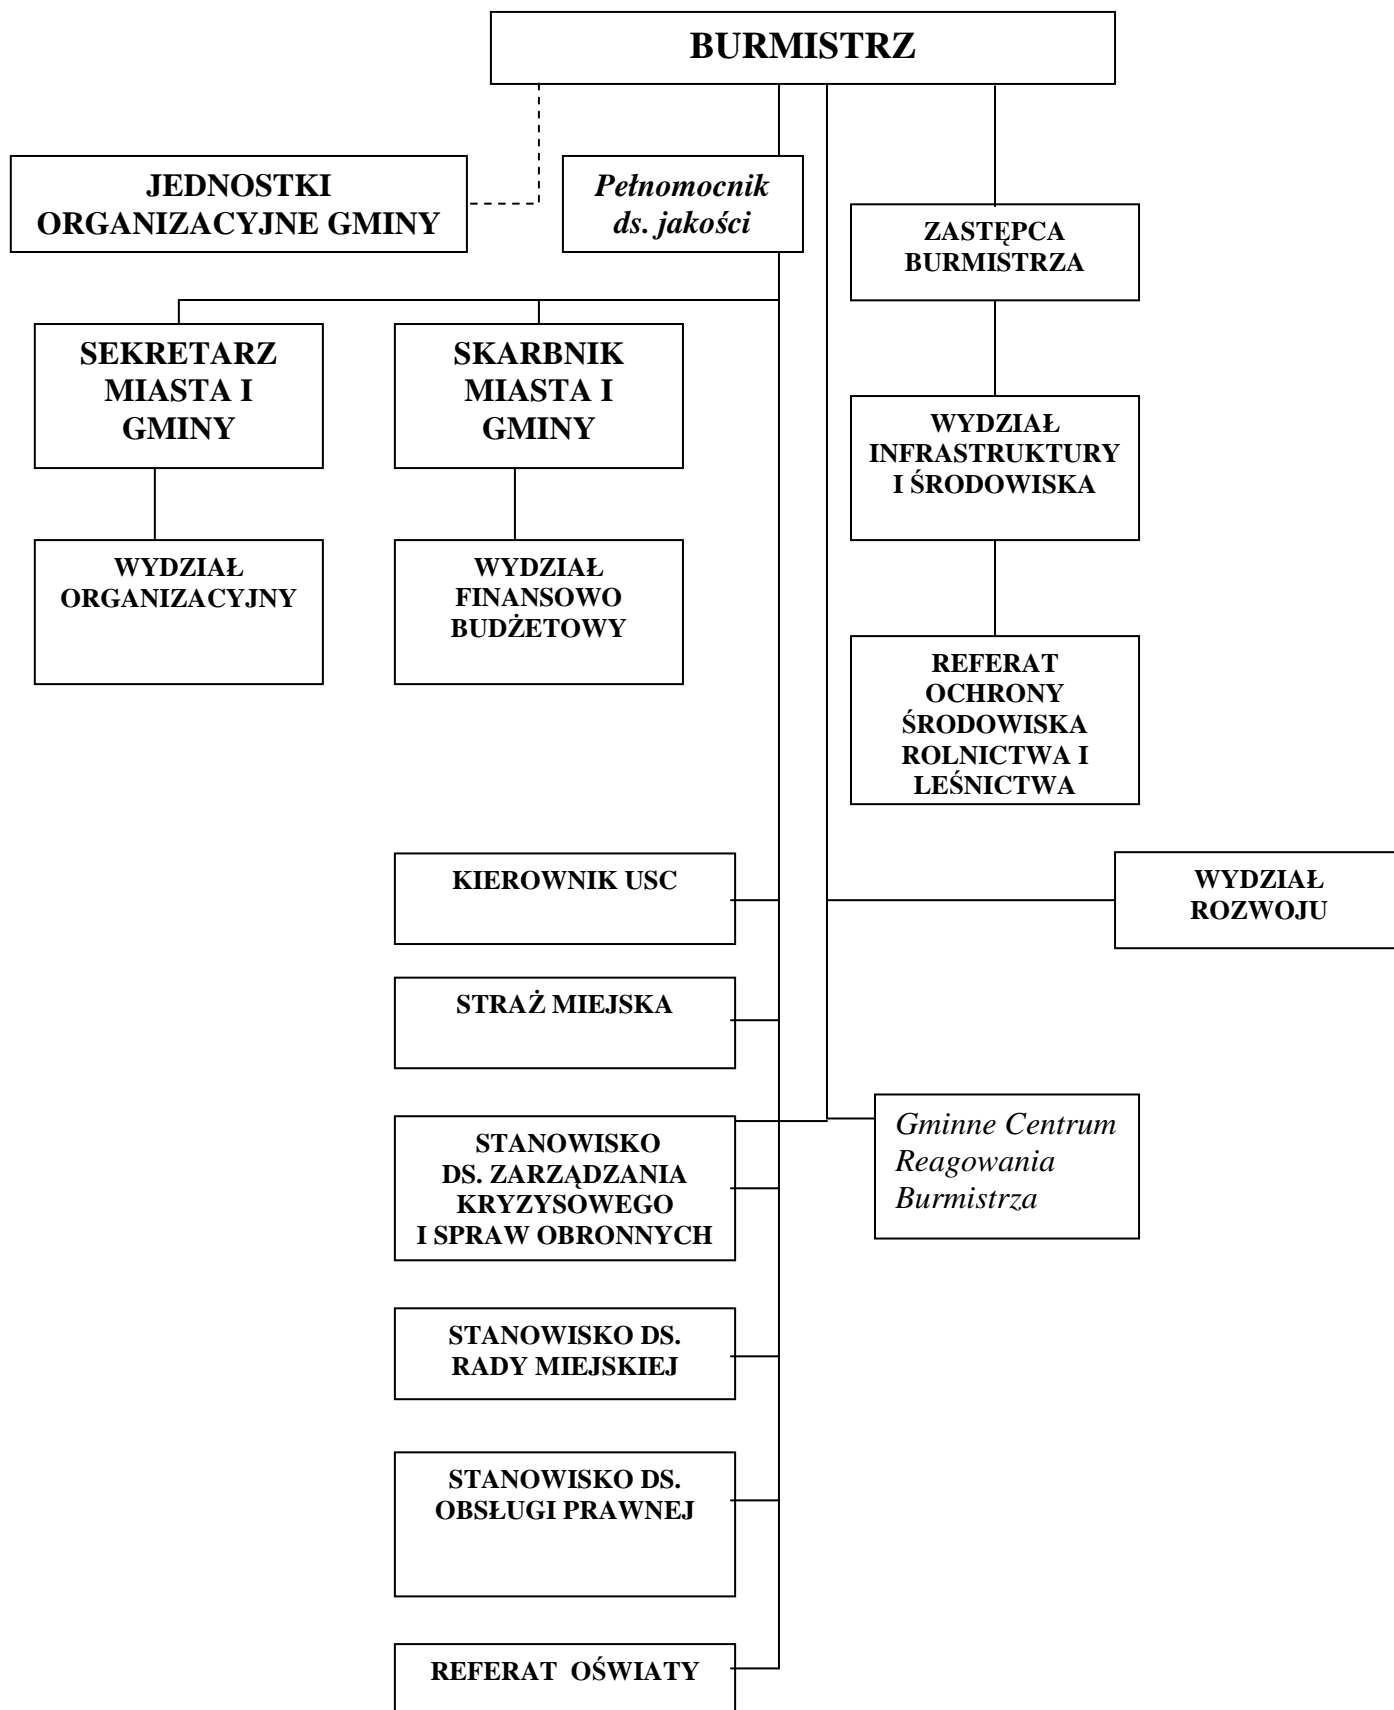 BURMISTRZ
JEDNOSTKI
ORGANIZACYJNE GMINY
Pełnomocnik
ds. jakości
ZASTĘPCA
BURMISTRZA
SEKRETARZ
MIASTA I
GMINY
SKARBNIK
MIASTA I
GMINY
WYDZIAŁ
INFRASTRUKTURY
I ŚRODOWISKA
WYDZIAŁ
ORGANIZACYJNY
WYDZIAŁ
FINANSOWO
BUDŻETOWY
REFERAT
OCHRONY
ŚRODOWISKA
ROLNICTWA I
LEŚNICTWA
KIEROWNIK USC
WYDZIAŁ
ROZWOJU
STRAŻ MIEJSKA
STANOWISKO
DS. ZARZĄDZANIA
KRYZYSOWEGO
I SPRAW OBRONNYCH
Gminne Centrum
Reagowania
Burmistrza
STANOWISKO DS.
RADY MIEJSKIEJ
STANOWISKO DS.
OBSŁUGI PRAWNEJ
REFERAT OŚWIATY